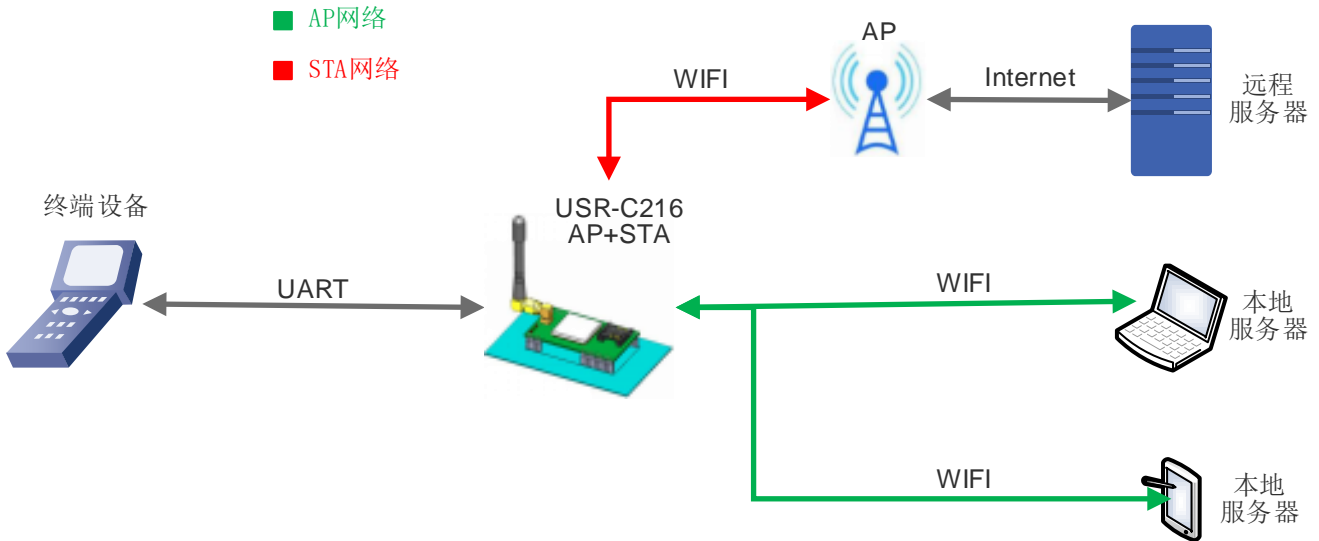 AP网络
STA网络
AP
WIFI
Internet
远程
服务器
终端设备
USR-C216
AP+STA
UART
WIFI
本地
服务器
WIFI
本地
服务器